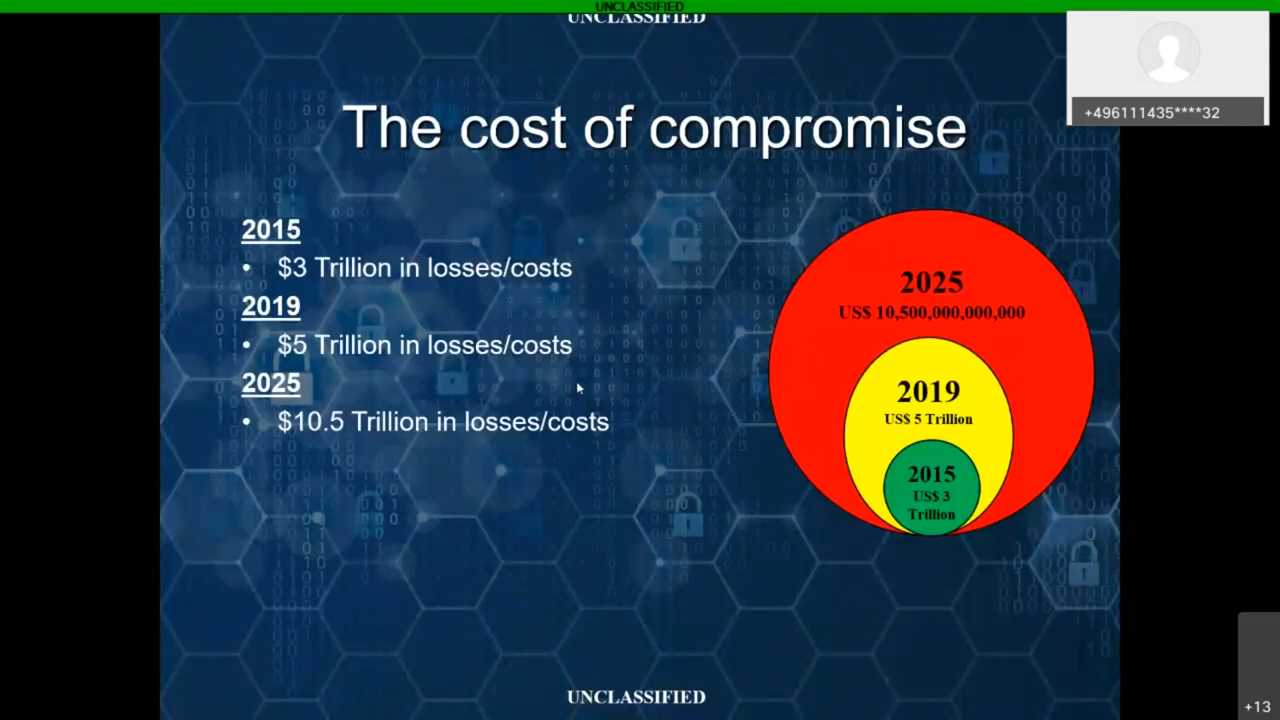 UNCLASSIFIED
UNCLASSIFIED
+496111435****32
The cost of compromise
2015
• $3 Trillion in losses/costs
2019
• $5 Trillion in losses/costs
2025
• $10.5 Trillion in losses/costs
2025
US$ 10,500,000,000,000
2019
US$ 5 Trillion
2015
US$ 3
Trillion
UNCLASSIFIED
+13